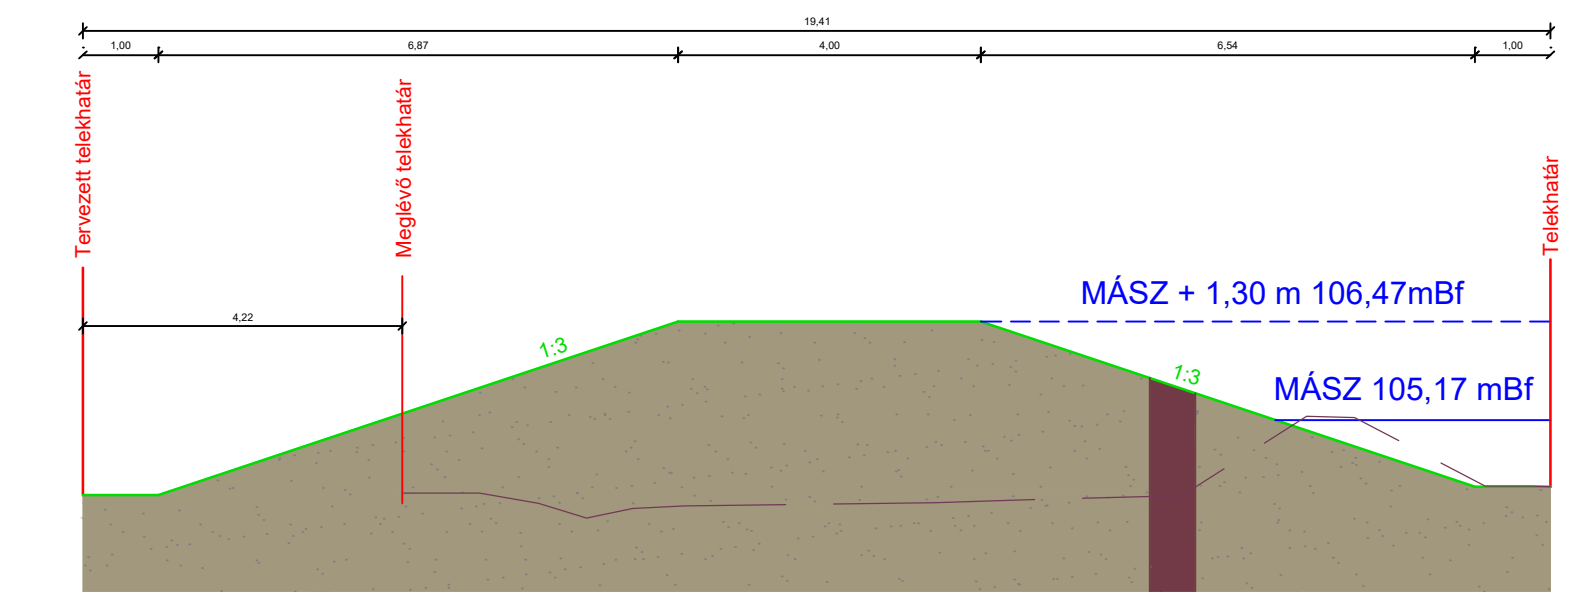 19,41
1,00
6,87
4,00
6,54
1,00
Tervezett telekhatár
Meglévő telekhatár
Telekhatár
MÁSZ + 1,30 m 106,47mBf
4,22
1:3
1:3
MÁSZ 105,17 mBf